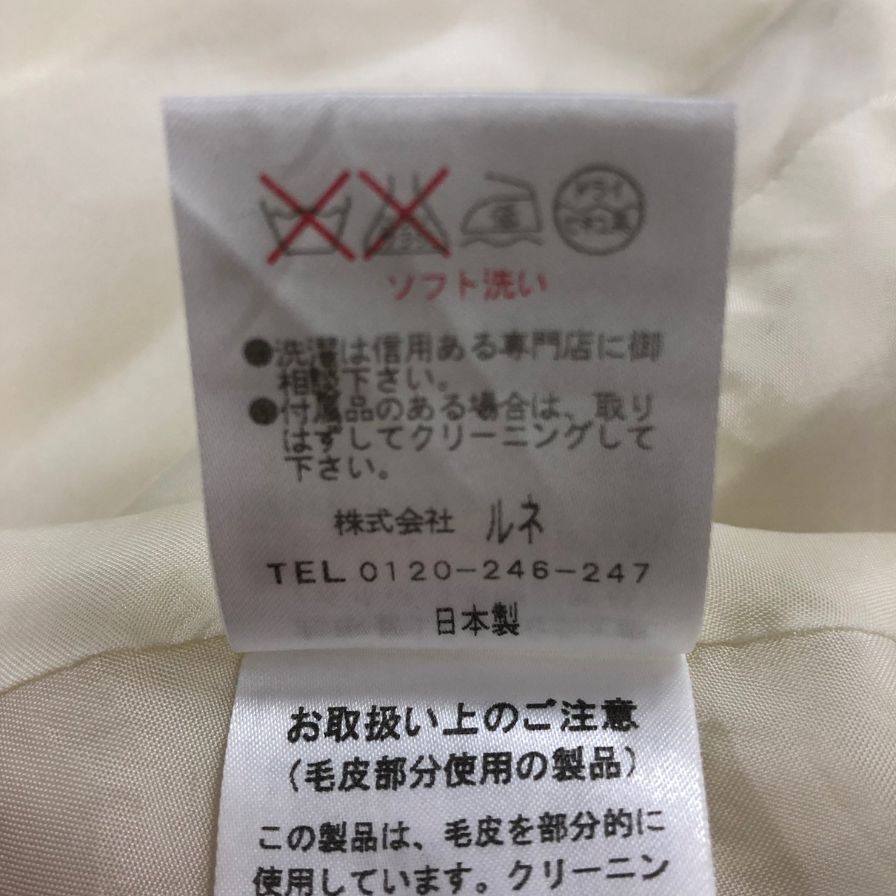 ドライ
ソフト洗い
●洗濯は信用ある専門店に御
相談下さい。
●付属品のある場合は、取り
はずしてクリーニングして
下さい。
株式会社 ルネ
TEL 0120-246-247
日本製
お取扱い上のご注意
（毛皮部分使用の製品）
この製品は、毛皮を部分的に
使用しています。クリーニン